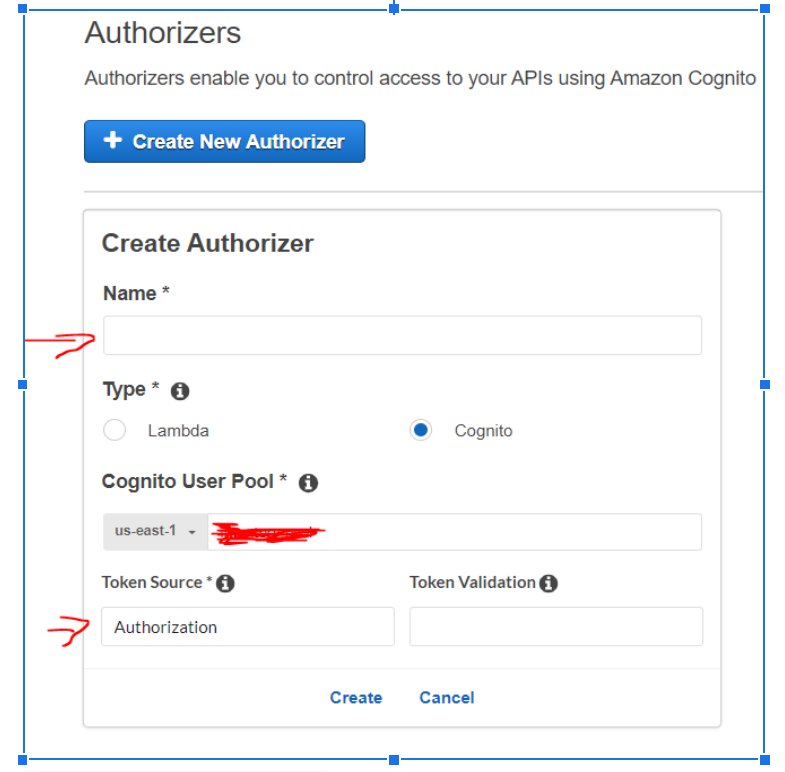 Authorizers
Authorizers enable you to control access to your APIs using Amazon Cognito
+ Create New Authorizer
Create Authorizer
Name *
Type *
Lambda Cognito
Cognito User Pool *
us-east-1
Token Source * Token Validation
Authorization
Create Cancel